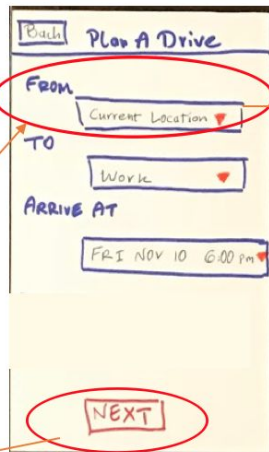 Back Plan A Drive
FROM
Current Location
TO
Work
ARRIVE AT
FRI NOV 10 6:00 pm
NEXT